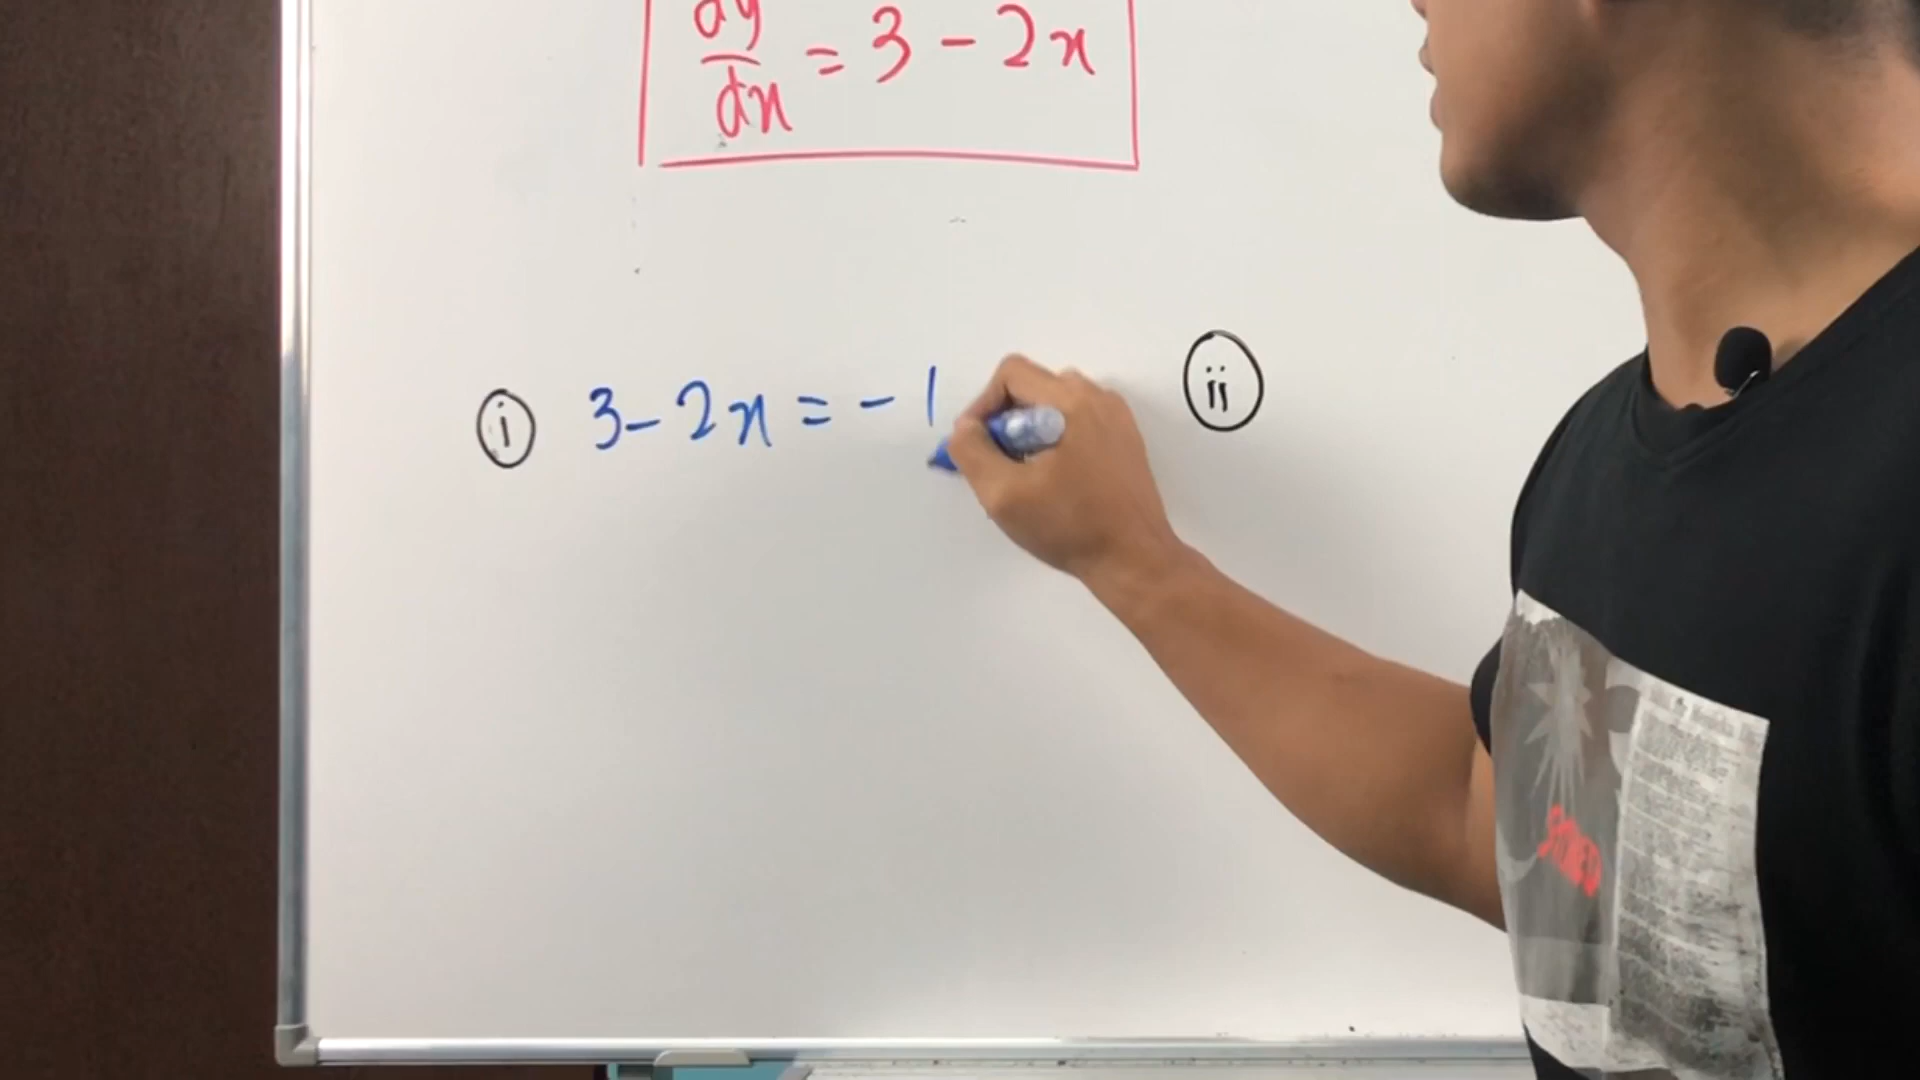 dy/dx = 3 - 2x
i 3 - 2x = - 1
ii